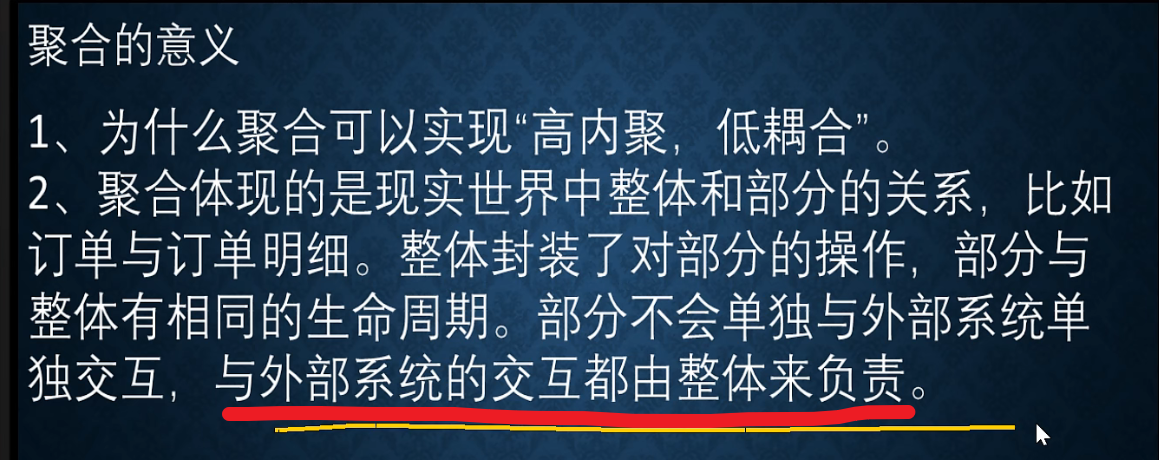 聚合的意义
1、为什么聚合可以实现“高内聚，低耦合”。
2、聚合体现的是现实世界中整体和部分的关系，比如
订单与订单明细。整体封装了对部分的操作，部分与
整体有相同的生命周期。部分不会单独与外部系统单
独交互，与外部系统的交互都由整体来负责。